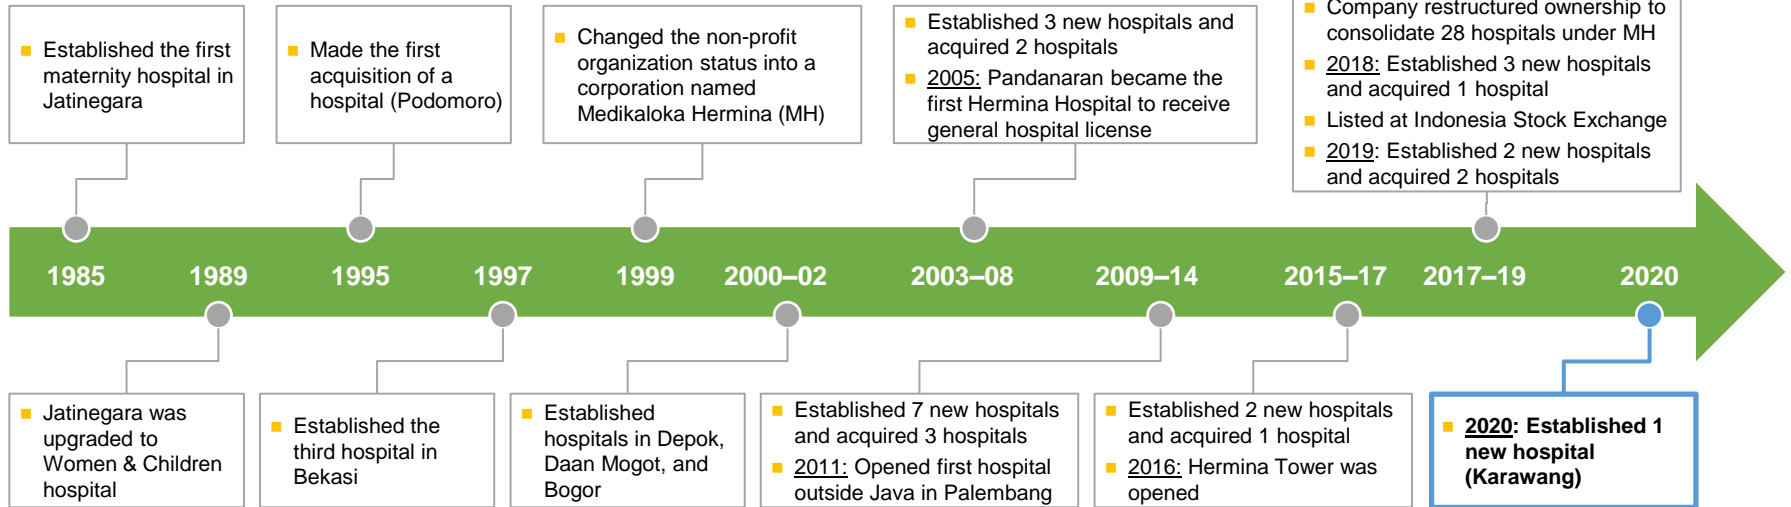 Established the first
maternity hospital in
Jatinegara
Made the first
acquisition of a
hospital (Podomoro)
Changed the non-profit
organization status into a
corporation named
Medikaloka Hermina (MH)
Established 3 new hospitals and
acquired 2 hospitals
2005: Pandanaran became the
first Hermina Hospital to receive
general hospital license
Company restructured ownership to
consolidate 28 hospitals under MH
2018: Established 3 new hospitals
and acquired 1 hospital
Listed at Indonesia Stock Exchange
2019: Established 2 new hospitals
and acquired 2 hospitals
1985 1989 1995 1997 1999 2000–02 2003–08 2009–14 2015–17 2017–19 2020
Jatinegara was
upgraded to
Women & Children
hospital
Established the
third hospital in
Bekasi
Established
hospitals in Depok,
Daan Mogot, and
Bogor
Established 7 new hospitals
and acquired 3 hospitals
2011: Opened first hospital
outside Java in Palembang
Established 2 new hospitals
and acquired 1 hospital
2016: Hermina Tower was
opened
2020: Established 1
new hospital
(Karawang)